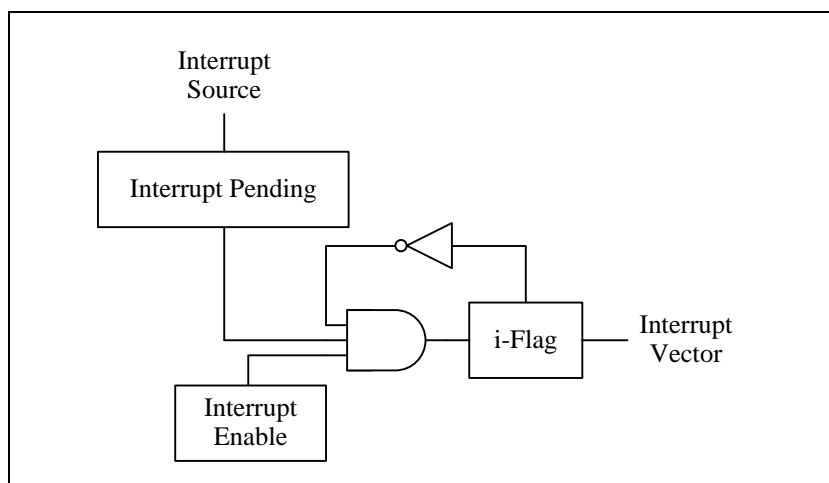 Interrupt
Source
Interrupt Pending
i-Flag
Interrupt
Vector
Interrupt
Enable